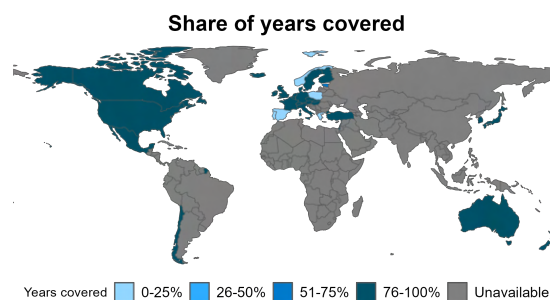 Share of years covered
Years covered 0-25% 26-50% 51-75% 76-100% Unavailable